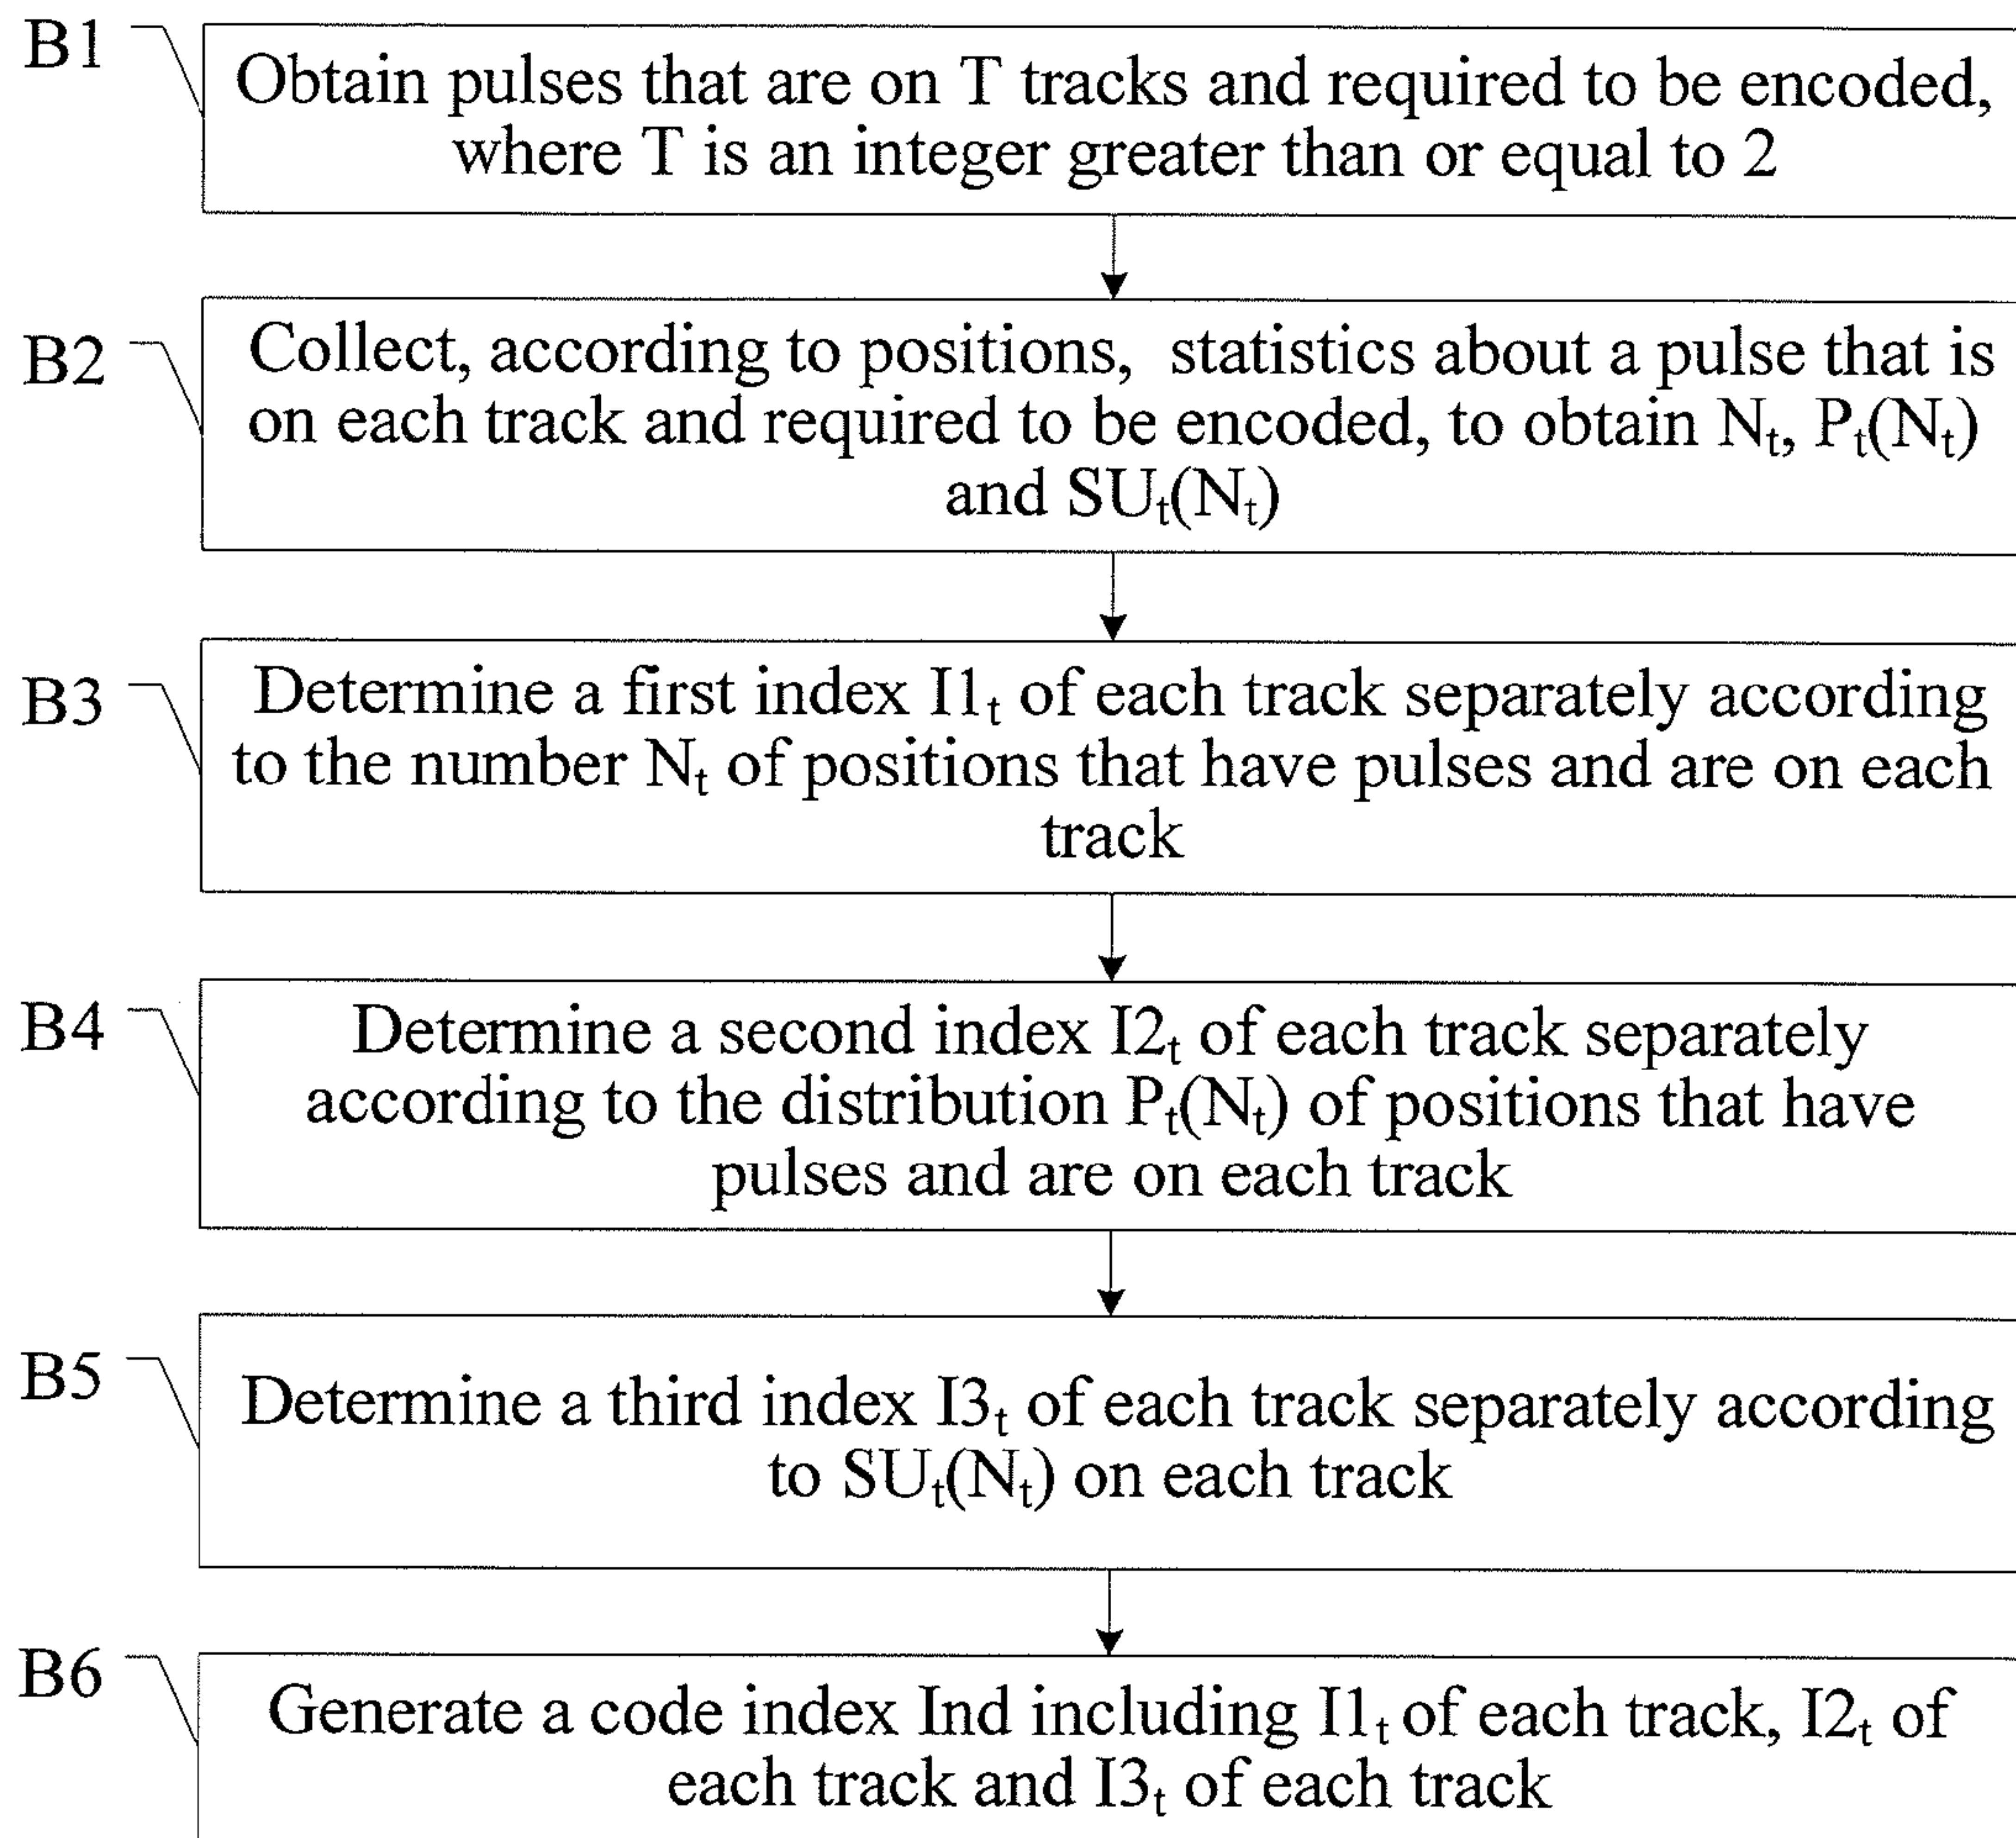 B1
Obtain pulses that are on T tracks and required to be encoded,
where T is an integer greater than or equal to 2
B2
Collect, according to positions, statistics about a pulse that is
on each track and required to be encoded, to obtain Nt, Pt(Nt)
and SUt(Nt)
B3
Determine a first index I1t of each track separately according
to the number Nt of positions that have pulses and are on each
track
B4
Determine a second index I2t of each track separately
according to the distribution Pt(Nt) of positions that have
pulses and are on each track
B5
Determine a third index I3t of each track separately according
to SUt(Nt) on each track
B6
Generate a code index Ind including I1t of each track, I2t of
each track and I3t of each track